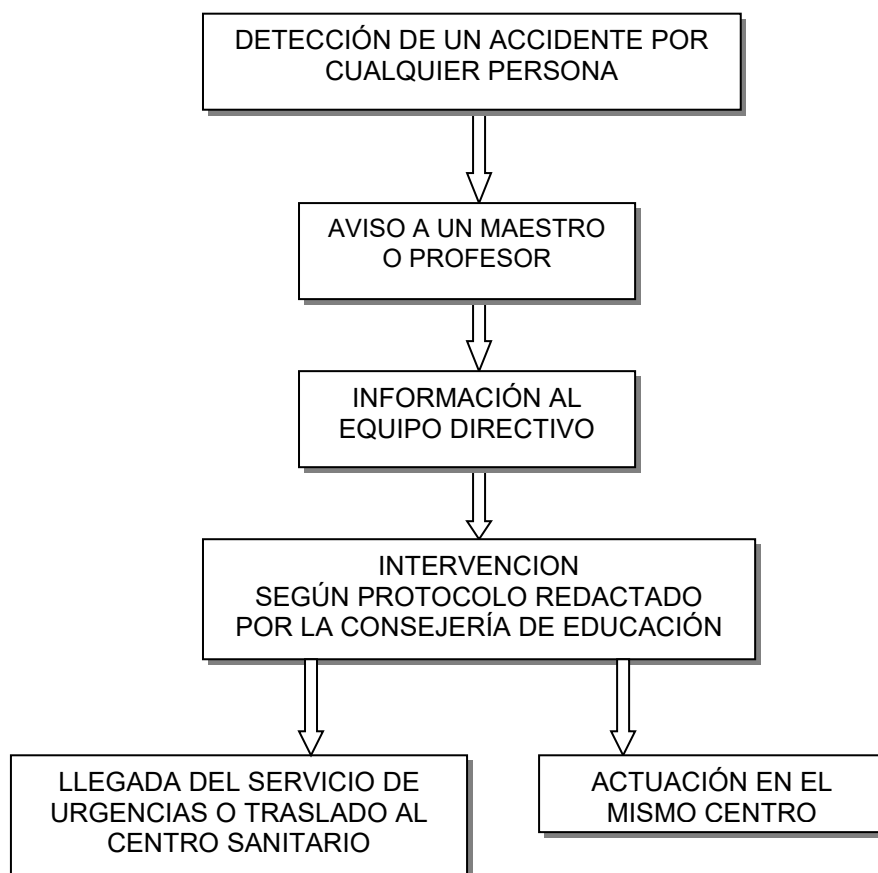 DETECCIÓN DE UN ACCIDENTE POR
CUALQUIER PERSONA
AVISO A UN MAESTRO
O PROFESOR
INFORMACIÓN AL
EQUIPO DIRECTIVO
INTERVENCION
SEGÚN PROTOCOLO REDACTADO
POR LA CONSEJERÍA DE EDUCACIÓN
LLEGADA DEL SERVICIO DE
URGENCIAS O TRASLADO AL
CENTRO SANITARIO
ACTUACIÓN EN EL
MISMO CENTRO